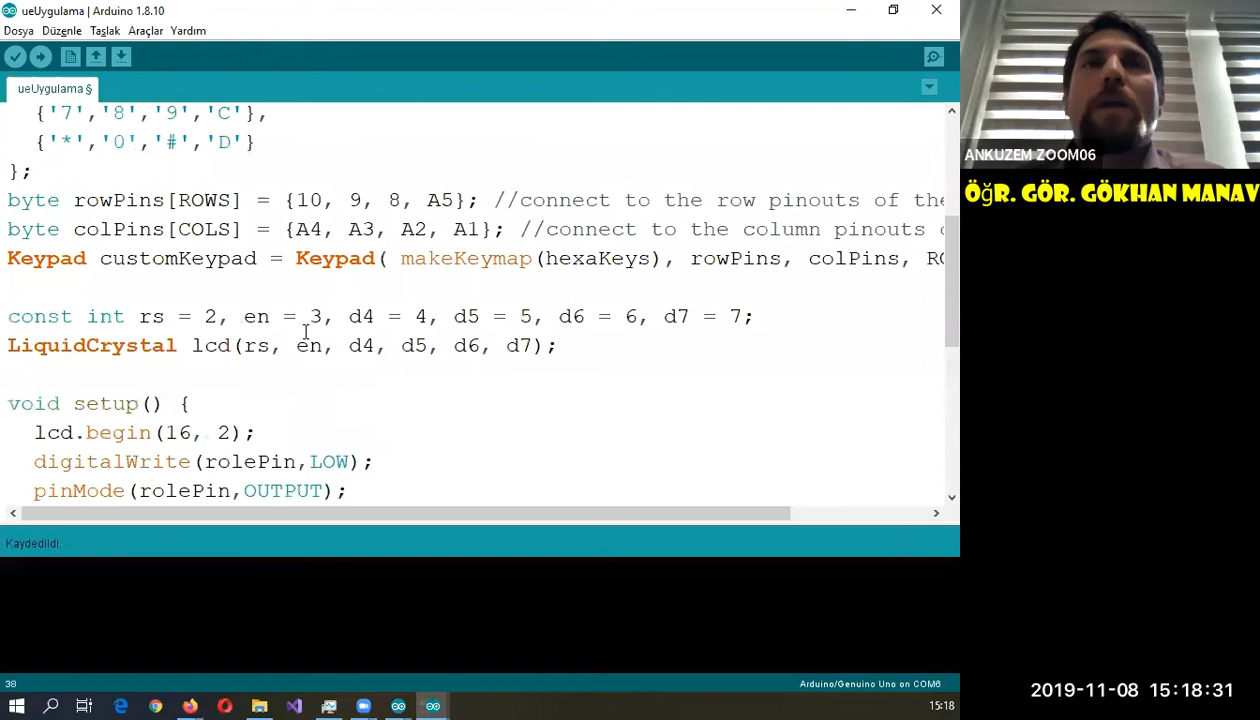 ueUygulama | Arduino 1.8.10
Dosya Düzenle Taslak Araçlar Yardım
ueUygulama §
{'7','8','9','C'},
{'*','0','#','D'}
};
byte rowPins[ROWS] = {10, 9, 8, A5}; //connect to the row pinouts of the
byte colPins[COLS] = {A4, A3, A2, A1}; //connect to the column pinouts
Keypad customKeypad = Keypad( makeKeymap(hexaKeys), rowPins, colPins,
const int rs = 2, en = 3, d4 = 4, d5 = 5, d6 = 6, d7 = 7;
LiquidCrystal lcd(rs, en, d4, d5, d6, d7);
void setup() {
lcd.begin(16, 2);
digitalWrite(rolePin,LOW);
pinMode(rolePin,OUTPUT);
Kaydedildi.
38
Arduino/Genuino Uno on COM6
15:18
ANKUZEM ZOOM06
ÖĞR. GÖR. GÖKHAN MANAV
2019-11-08 15:18:31